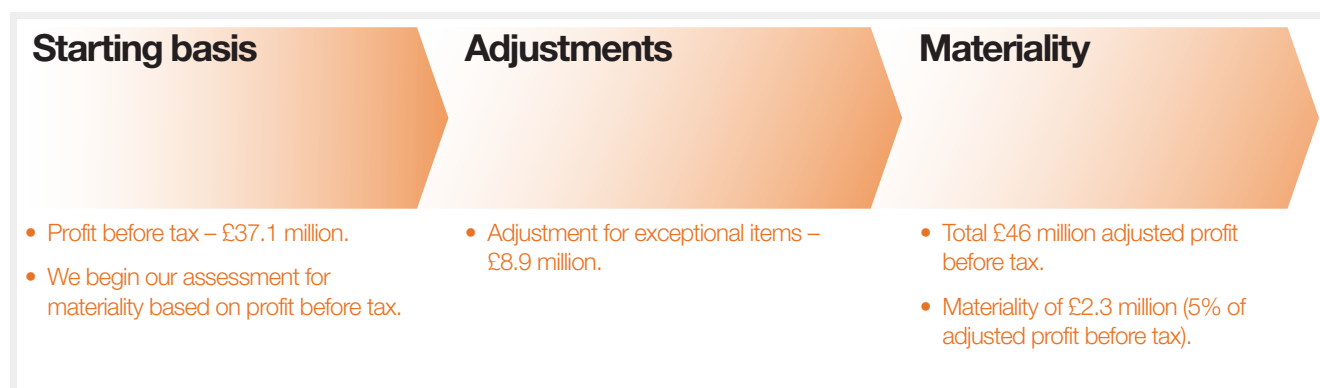 Starting basis
• Profit before tax – £37.1 million.
• We begin our assessment for
materiality based on profit before tax.
Adjustments
• Adjustment for exceptional items –
£8.9 million.
Materiality
• Total £46 million adjusted profit
before tax.
• Materiality of £2.3 million (5% of
adjusted profit before tax).